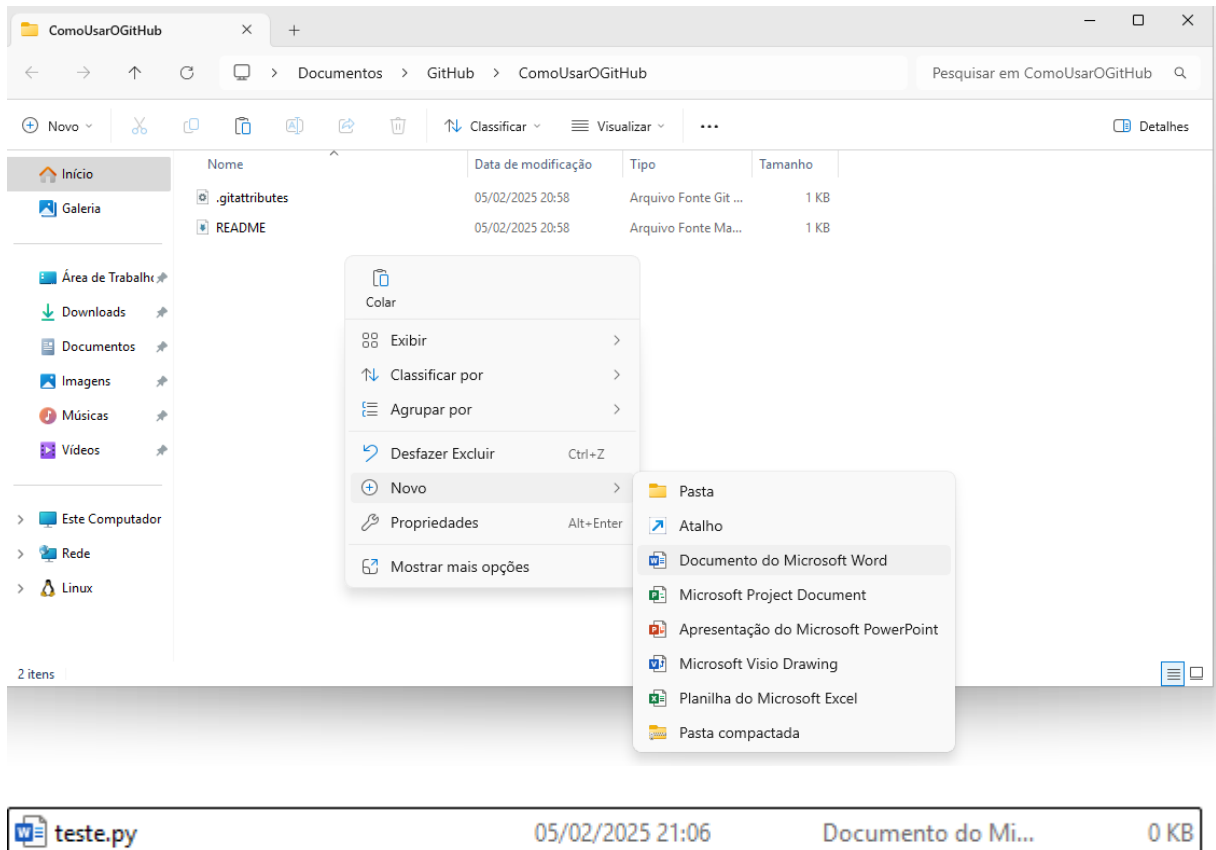 ComoUsarOGitHub
Documentos > GitHub > ComoUsarOGitHub
Pesquisar em ComoUsarOGitHub
Novo
Classificar
Visualizar
Detalhes
Início
Galeria
Área de Trabalho
Downloads
Documentos
Imagens
Músicas
Vídeos
Este Computador
Rede
Linux
Nome Data de modificação Tipo Tamanho
.gitattributes 05/02/2025 20:58 Arquivo Fonte Git ... 1 KB
README 05/02/2025 20:58 Arquivo Fonte Ma... 1 KB
Colar
Exibir
Classificar por
Agrupar por
Desfazer Excluir Ctrl+Z
Novo
Propriedades Alt+Enter
Mostrar mais opções
Pasta
Atalho
Documento do Microsoft Word
Microsoft Project Document
Apresentação do Microsoft PowerPoint
Microsoft Visio Drawing
Planilha do Microsoft Excel
Pasta compactada
2 itens
teste.py 05/02/2025 21:06 Documento do Mi... 0 KB